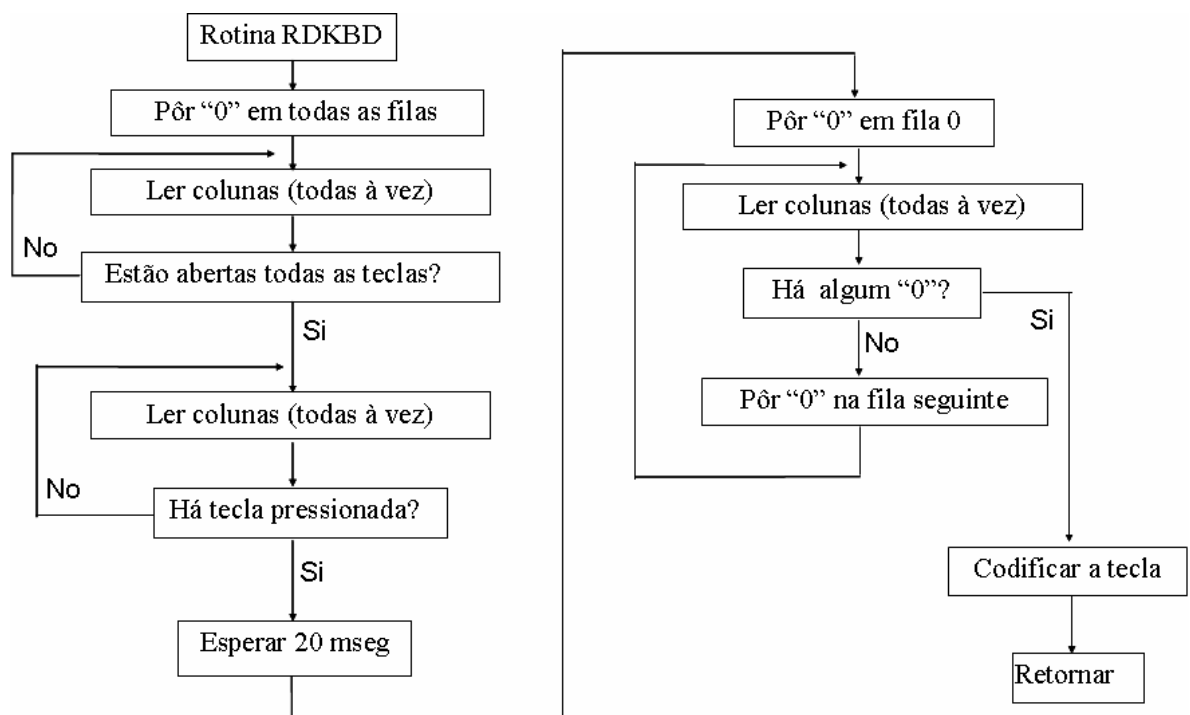 Rotina RDKBD
Pôr “0” em todas as filas
Ler colunas (todas à vez)
No
Estão abertas todas as teclas?
Si
Ler colunas (todas à vez)
No
Há tecla pressionada?
Si
Esperar 20 mseg
Pôr “0” em fila 0
Ler colunas (todas à vez)
Há algum “0”?
Si
No
Pôr “0” na fila seguinte
Codificar a tecla
Retornar